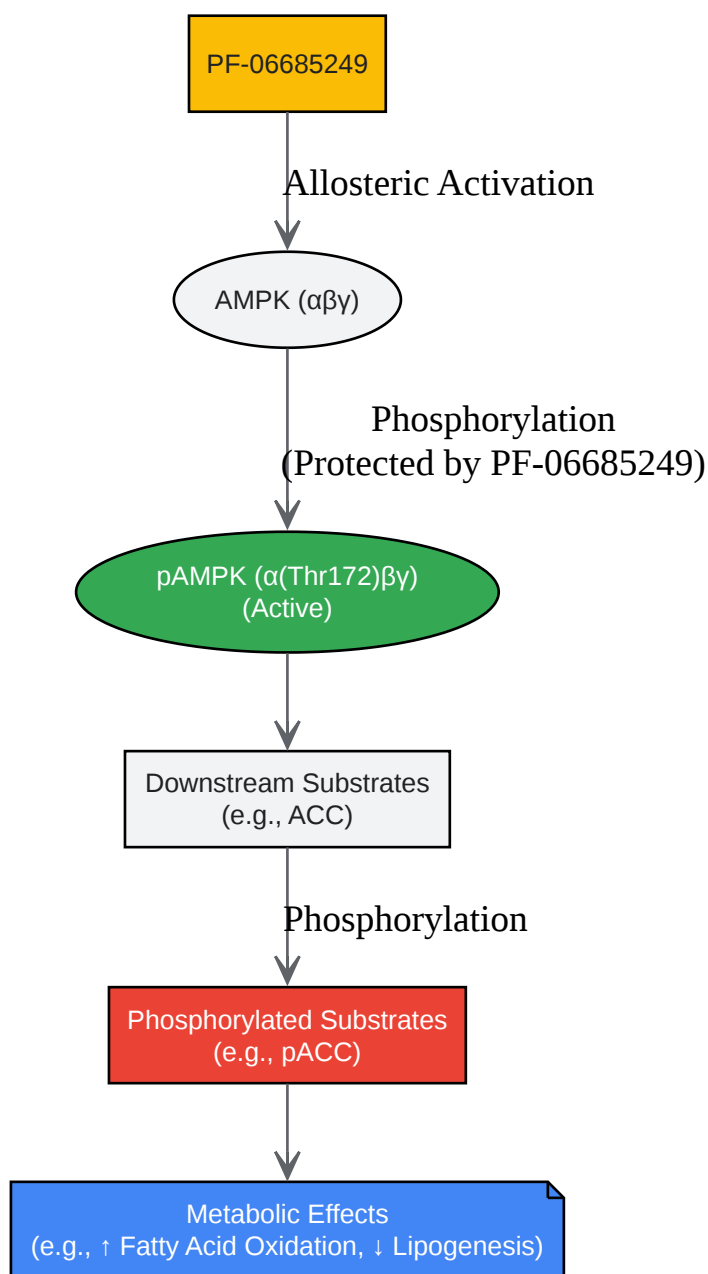 PF-06685249
Allosteric Activation
AMPK (αβγ)
Phosphorylation
(Protected by PF-06685249)
pAMPK (α(Thr172)βγ)
(Active)
Downstream Substrates
(e.g., ACC)
Phosphorylation
Phosphorylated Substrates
(e.g., pACC)
Metabolic Effects
(e.g., ↑ Fatty Acid Oxidation, ↓ Lipogenesis)